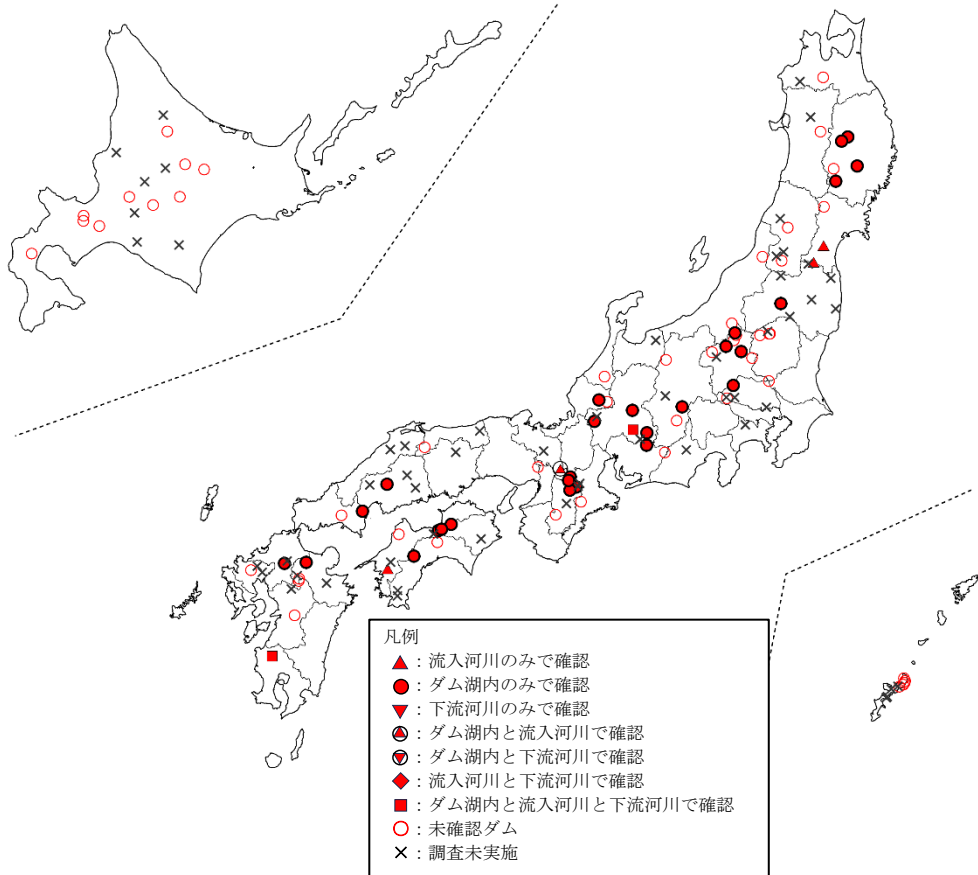 凡例
：流入河川のみで確認
：ダム湖内のみで確認
：下流河川のみで確認
：ダム湖内と流入河川で確認
：ダム湖内と下流河川で確認
：流入河川と下流河川で確認
：ダム湖内と流入河川と下流河川で確認
：未確認ダム
：調査未実施